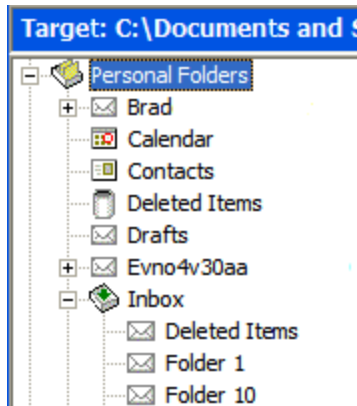 Target: C:\Documents and S
Personal Folders
Brad
Calendar
Contacts
Deleted Items
Drafts
Evno4v30aa
Inbox
Deleted Items
Folder 1
Folder 10